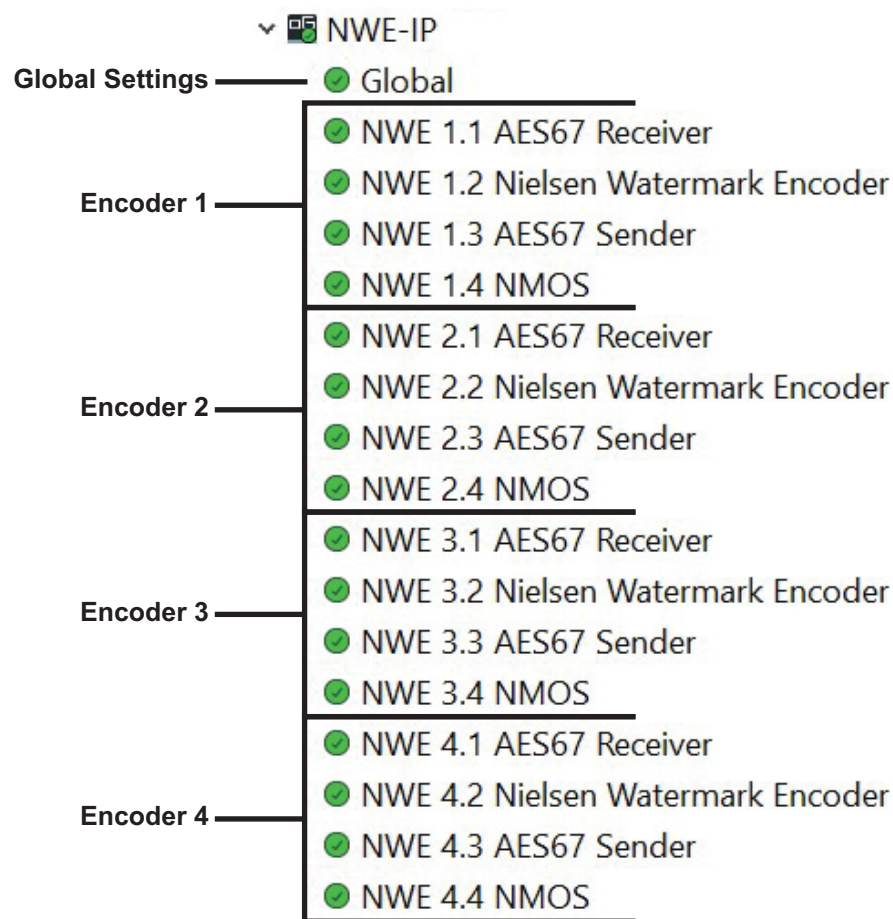 NWE-IP
Global Settings Global
NWE 1.1 AES67 Receiver
NWE 1.2 Nielsen Watermark Encoder
Encoder 1
NWE 1.3 AES67 Sender
NWE 1.4 NMOS
NWE 2.1 AES67 Receiver
NWE 2.2 Nielsen Watermark Encoder
Encoder 2
NWE 2.3 AES67 Sender
NWE 2.4 NMOS
NWE 3.1 AES67 Receiver
NWE 3.2 Nielsen Watermark Encoder
Encoder 3
NWE 3.3 AES67 Sender
NWE 3.4 NMOS
NWE 4.1 AES67 Receiver
NWE 4.2 Nielsen Watermark Encoder
Encoder 4
NWE 4.3 AES67 Sender
NWE 4.4 NMOS